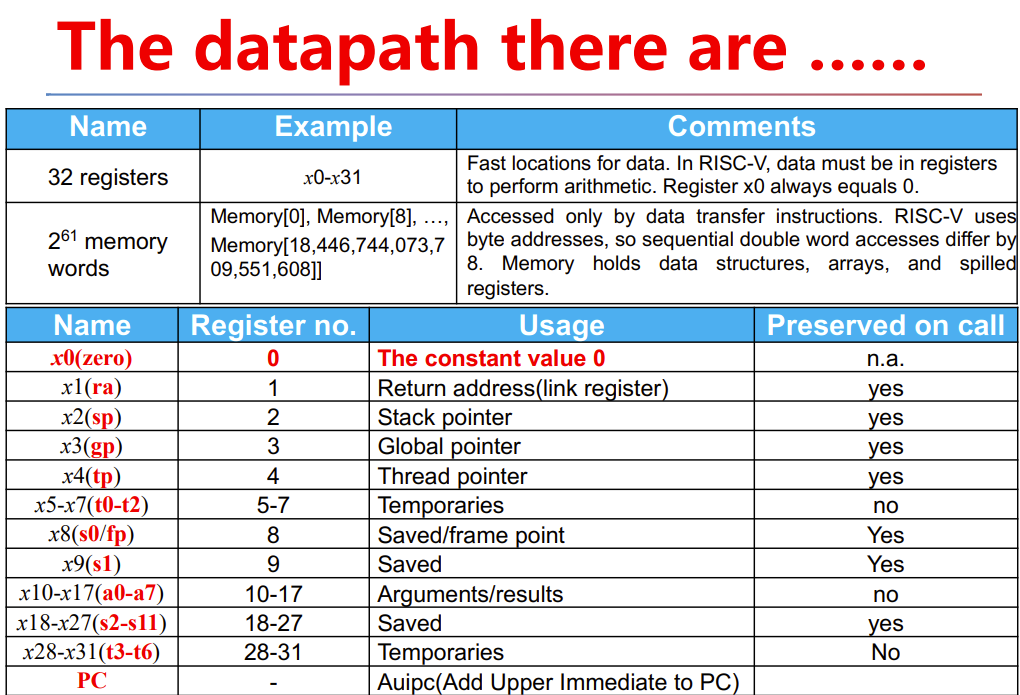 The datapath there are ……
Name Example Comments
32 registers x0-x31 Fast locations for data. In RISC-V, data must be in registers
to perform arithmetic. Register x0 always equals 0.
2^61 memory
words
Memory[0], Memory[8], …,
Memory[18,446,744,073,7
09,551,608]]
Accessed only by data transfer instructions. RISC-V uses
byte addresses, so sequential double word accesses differ by
8. Memory holds data structures, arrays, and spilled
registers.
Name Register no. Usage Preserved on call
x0(zero) 0 The constant value 0 n.a.
x1(ra) 1 Return address(link register) yes
x2(sp) 2 Stack pointer yes
x3(gp) 3 Global pointer yes
x4(tp) 4 Thread pointer yes
x5-x7(t0-t2) 5-7 Temporaries no
x8(s0/fp) 8 Saved/frame point Yes
x9(s1) 9 Saved Yes
x10-x17(a0-a7) 10-17 Arguments/results no
x18-x27(s2-s11) 18-27 Saved yes
x28-x31(t3-t6) 28-31 Temporaries No
PC - Auipc(Add Upper Immediate to PC)